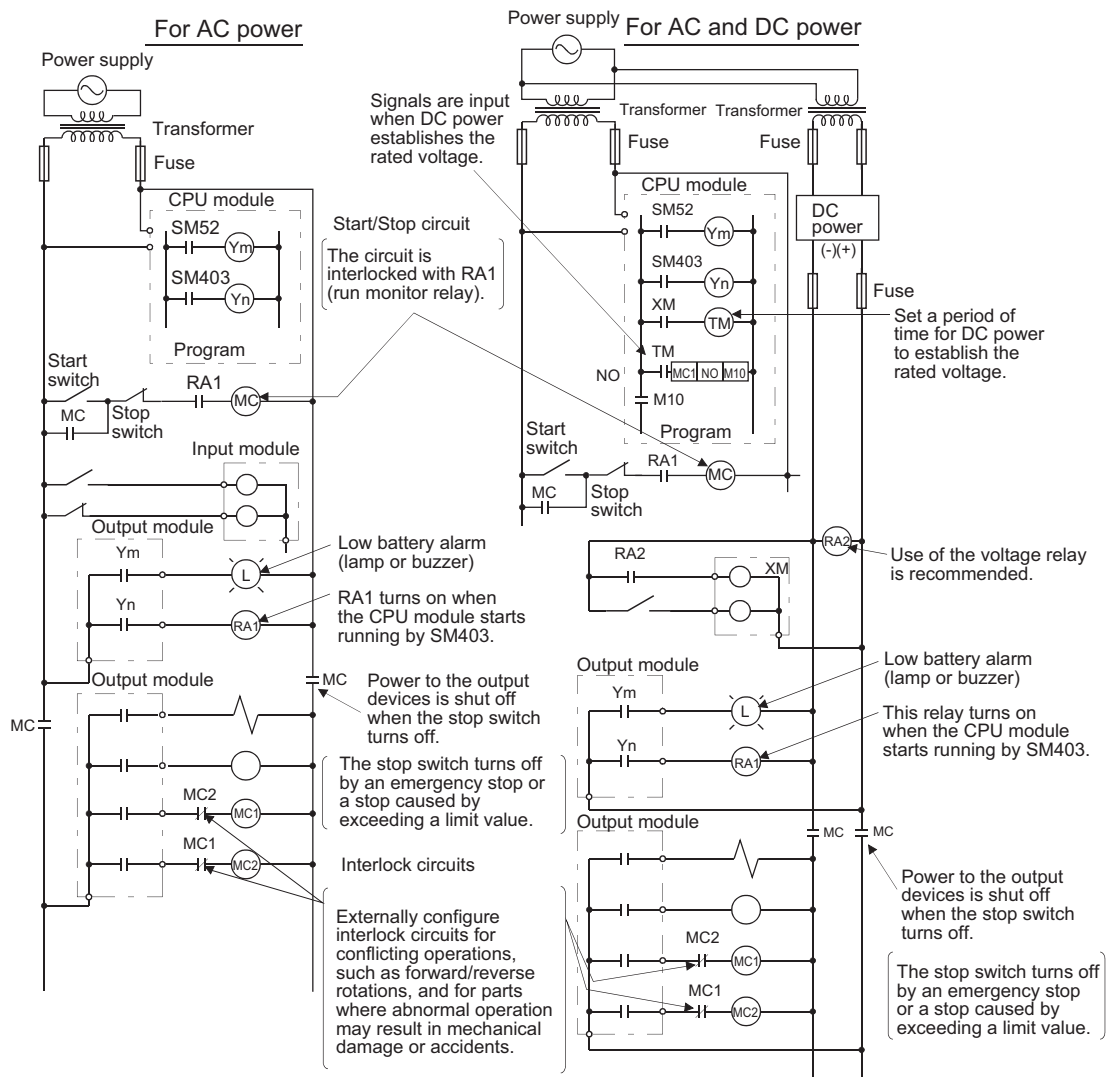 For AC power
Power supply
Transformer
Fuse
CPU module
SM52
Ym
SM403
Yn
Program
Start/Stop circuit
The circuit is
interlocked with RA1
(run monitor relay).
Start
switch
MC
Stop
switch
RA1
MC
Input module
Output module
Ym
L
Yn
RA1
Low battery alarm
(lamp or buzzer)
RA1 turns on when
the CPU module starts
running by SM403.
Output module
MC
MC
Power to the output
devices is shut off
when the stop switch
turns off.
The stop switch turns off
by an emergency stop or
a stop caused by
exceeding a limit value.
MC2
MC1
MC1
MC2
Interlock circuits
Externally configure
interlock circuits for
conflicting operations,
such as forward/reverse
rotations, and for parts
where abnormal operation
may result in mechanical
damage or accidents.
For AC and DC power
Power supply
Signals are input
when DC power
establishes the
rated voltage.
Transformer
Transformer
Fuse
Fuse
CPU module
SM52
Ym
SM403
Yn
XM
TM
TM
NO
MC1 NO M10
M10
Program
DC
power
(-)(+)
Fuse
Set a period of
time for DC power
to establish the
rated voltage.
Start
switch
MC
Stop
switch
RA1
MC
RA2
RA2
XM
Use of the voltage relay
is recommended.
Output module
Ym
L
Yn
RA1
Low battery alarm
(lamp or buzzer)
This relay turns on
when the CPU module
starts running by SM403.
Output module
MC
MC
MC2
MC1
MC1
MC2
Power to the output
devices is shut off
when the stop switch
turns off.
The stop switch turns off
by an emergency stop
or a stop caused by
exceeding a limit value.